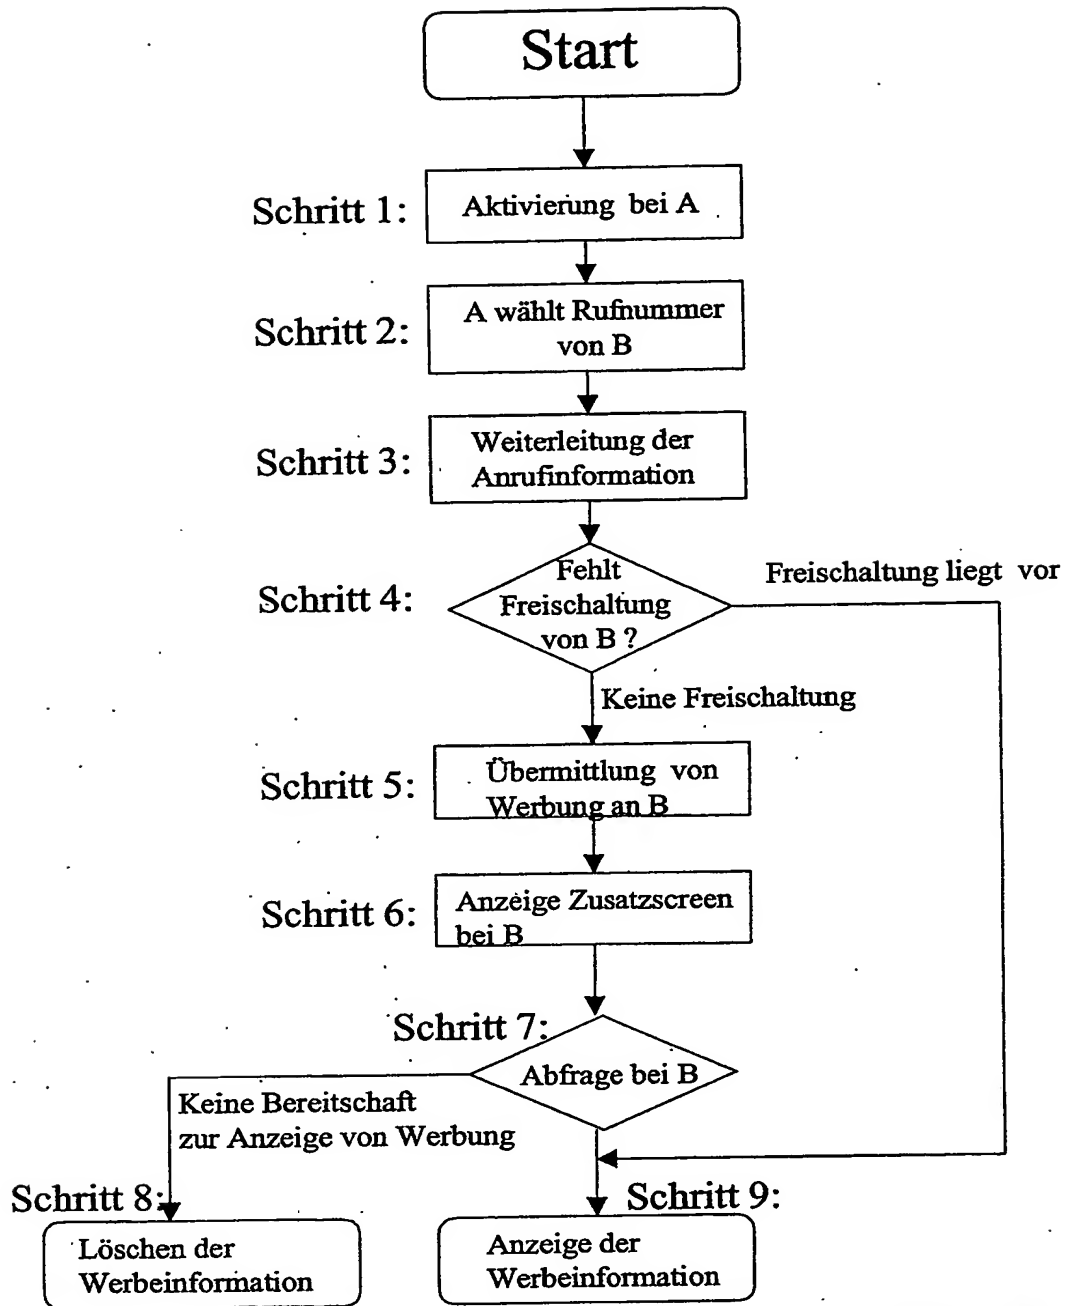 Start
Schritt 1:
Aktivierung bei A
Schritt 2:
A wählt Rufnummer
von B
Schritt 3:
Weiterleitung der
Anrufinformation
Schritt 4:
Fehlt
Freischaltung
von B ?
Freischaltung liegt vor
Keine Freischaltung
Schritt 5:
Übermittlung von
Werbung an B
Schritt 6:
Anzeige Zusatzscreen
bei B
Schritt 7:
Abfrage bei B
Keine Bereitschaft
zur Anzeige von Werbung
Schritt 8:
Löschen der
Werbeinformation
Schritt 9:
Anzeige der
Werbeinformation